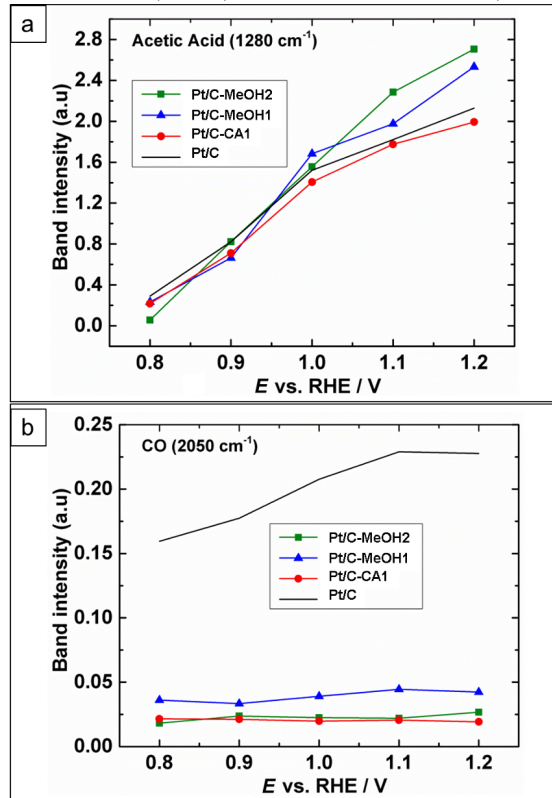 a
Acetic Acid (1280 cm⁻¹)
Pt/C-MeOH2
Pt/C-MeOH1
Pt/C-CA1
Pt/C
Band intensity (a.u)
2.8
2.4
2.0
1.6
1.2
0.8
0.4
0.0
0.8 0.9 1.0 1.1 1.2
E vs. RHE / V
b
CO (2050 cm⁻¹)
Pt/C-MeOH2
Pt/C-MeOH1
Pt/C-CA1
Pt/C
Band intensity (a.u)
0.25
0.20
0.15
0.10
0.05
0.00
0.8 0.9 1.0 1.1 1.2
E vs. RHE / V